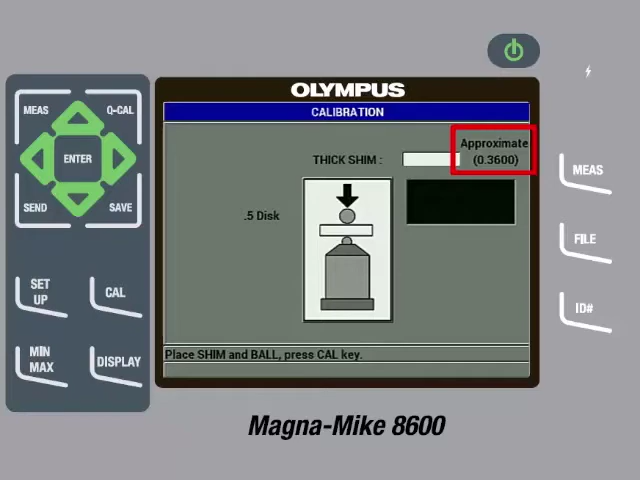 OLYMPUS
CALIBRATION
MEAS
Q-CAL
ENTER
SEND
SAVE
SET
UP
CAL
MIN
MAX
DISPLAY
THICK SHIM :
Approximate
(0.3600)
.5 Disk
Place SHIM and BALL, press CAL key.
MEAS
FILE
ID#
Magna-Mike 8600